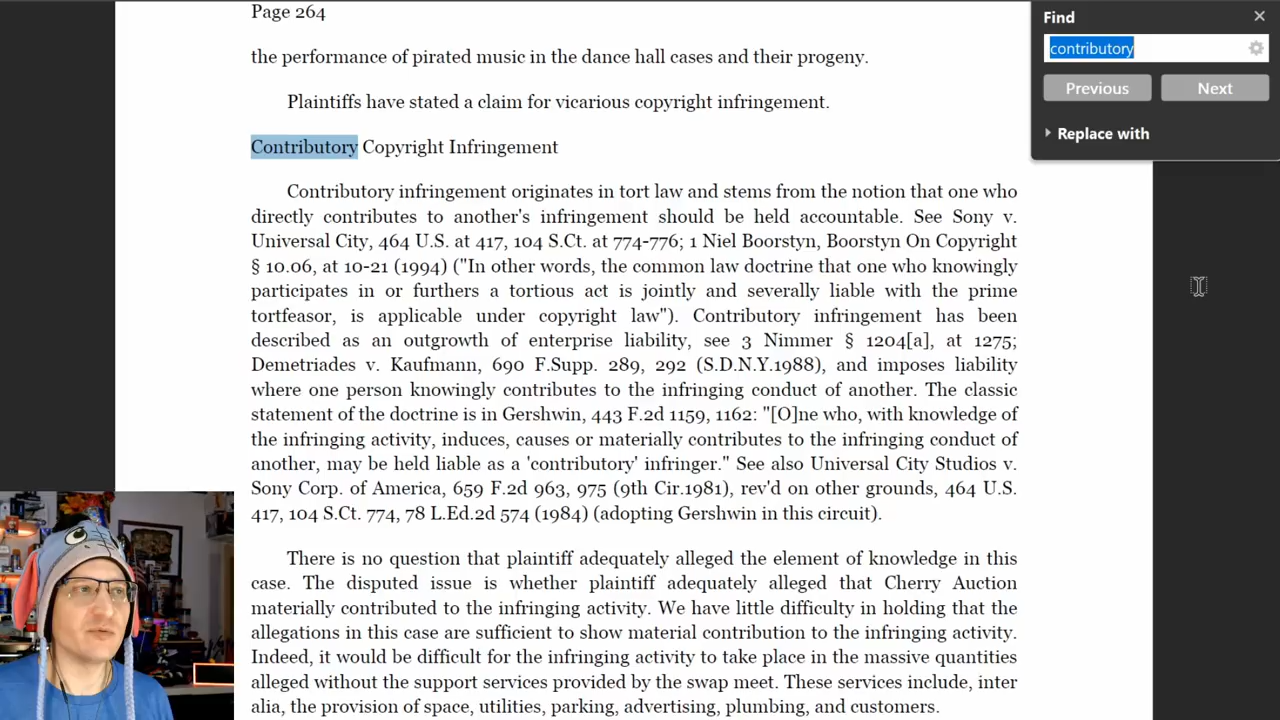 Page 264
the performance of pirated music in the dance hall cases and their progeny.
Plaintiffs have stated a claim for vicarious copyright infringement.
Contributory Copyright Infringement
Contributory infringement originates in tort law and stems from the notion that one who
directly contributes to another's infringement should be held accountable. See Sony v.
Universal City, 464 U.S. at 417, 104 S.Ct. at 774-776; 1 Niel Boorstyn, Boorstyn On Copyright
§ 10.06, at 10-21 (1994) ("In other words, the common law doctrine that one who knowingly
participates in or furthers a tortious act is jointly and severally liable with the prime
tortfeasor, is applicable under copyright law"). Contributory infringement has been
described as an outgrowth of enterprise liability, see 3 Nimmer § 1204[a], at 1275;
Demetriades v. Kaufmann, 690 F.Supp. 289, 292 (S.D.N.Y.1988), and imposes liability
where one person knowingly contributes to the infringing conduct of another. The classic
statement of the doctrine is in Gershwin, 443 F.2d 1159, 1162: "[O]ne who, with knowledge of
the infringing activity, induces, causes or materially contributes to the infringing conduct of
another, may be held liable as a 'contributory' infringer." See also Universal City Studios v.
Sony Corp. of America, 659 F.2d 963, 975 (9th Cir.1981), rev'd on other grounds, 464 U.S.
417, 104 S.Ct. 774, 78 L.Ed.2d 574 (1984) (adopting Gershwin in this circuit).
There is no question that plaintiff adequately alleged the element of knowledge in this
case. The disputed issue is whether plaintiff adequately alleged that Cherry Auction
materially contributed to the infringing activity. We have little difficulty in holding that the
allegations in this case are sufficient to show material contribution to the infringing activity.
Indeed, it would be difficult for the infringing activity to take place in the massive quantities
alleged without the support services provided by the swap meet. These services include, inter
alia, the provision of space, utilities, parking, advertising, plumbing, and customers.
Find
contributory
Previous
Next
Replace with